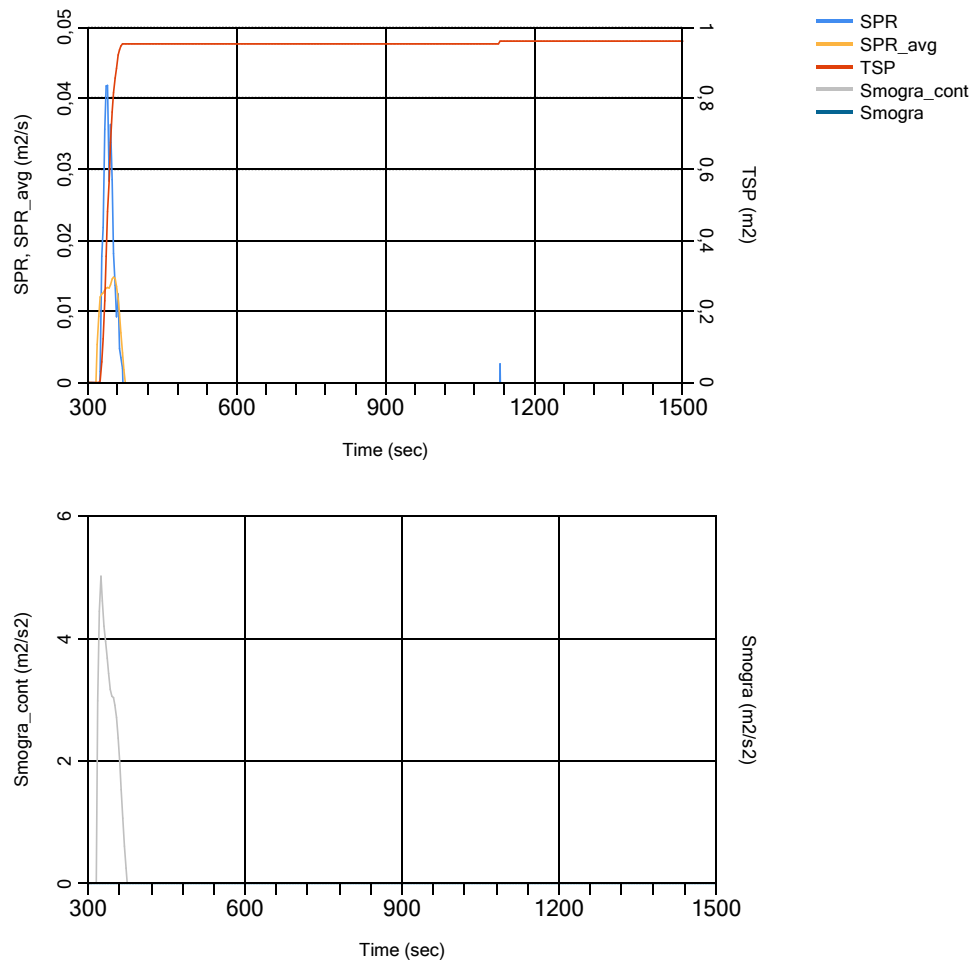 SPR
SPR_avg
TSP
Smogra_cont
Smogra
SPR, SPR_avg (m2/s)
0,05
0,04
0,03
0,02
0,01
0
TSP (m2)
1
0,8
0,6
0,4
0,2
0
300 600 900 1200 1500
Time (sec)
Smogra_cont (m2/s2)
6
4
2
0
Smogra (m2/s2)
300 600 900 1200 1500
Time (sec)